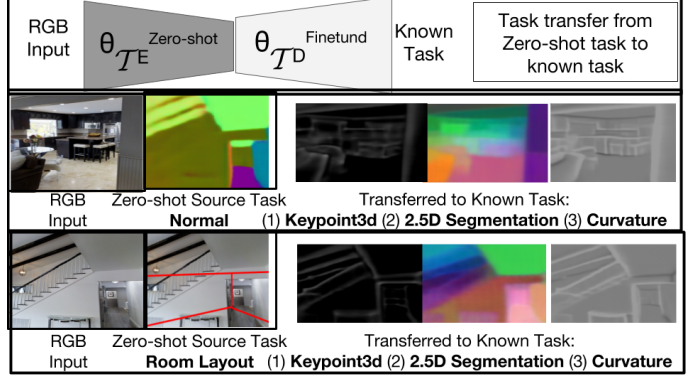 RGB Input
θ_𝒯E Zero-shot
θ_𝒯D Finetund
Known Task
Task transfer from
Zero-shot task to
known task
RGB Input
Zero-shot Source Task
Normal
Transferred to Known Task:
(1) Keypoint3d (2) 2.5D Segmentation (3) Curvature
RGB Input
Zero-shot Source Task
Room Layout
Transferred to Known Task:
(1) Keypoint3d (2) 2.5D Segmentation (3) Curvature